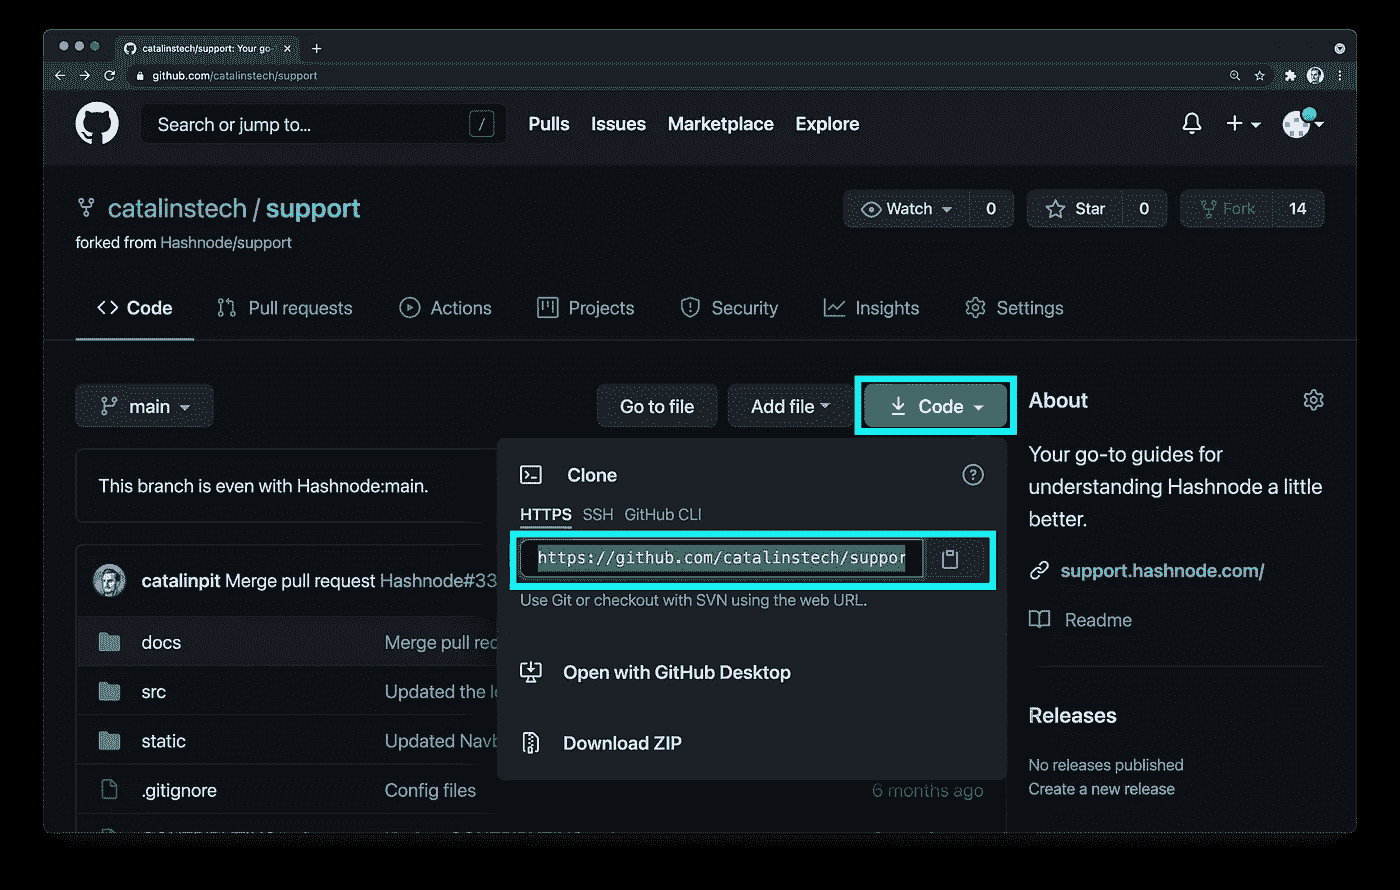 catalinstech/support: Your go-
github.com/catalinstech/support
Search or jump to... /
Pulls Issues Marketplace Explore
catalinstech / support
Watch 0 Star 0 Fork 14
forked from Hashnode/support
Code Pull requests Actions Projects Security Insights Settings
main Go to file Add file Code
About
Clone
Your go-to guides for
understanding Hashnode a little
better.
This branch is even with Hashnode:main.
HTTPS SSH GitHub CLI
https://github.com/catalinstech/suppor
Use Git or checkout with SVN using the web URL.
support.hashnode.com/
catalinpit Merge pull request Hashnode#33
Readme
docs Merge pull req
Open with GitHub Desktop
src Updated the le
Releases
static Updated Navb
Download ZIP
No releases published
Create a new release
.gitignore Config files 6 months ago